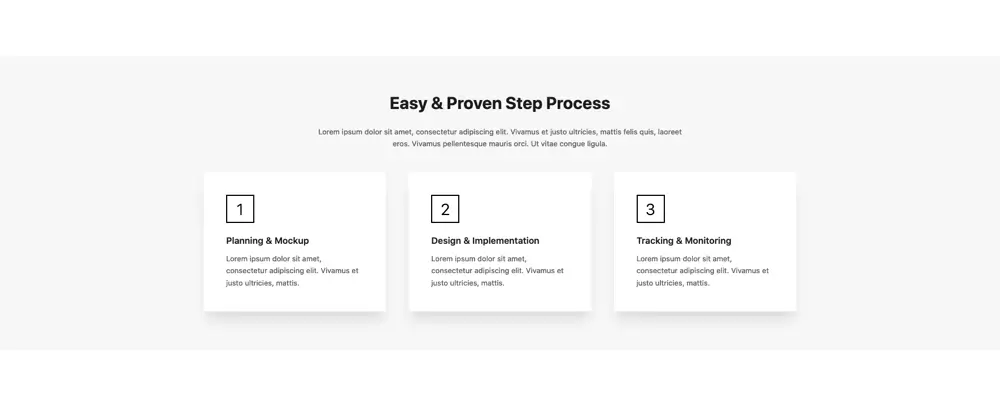 Easy & Proven Step Process
Lorem ipsum dolor sit amet, consectetur adipiscing elit. Vivamus et justo ultricies, mattis felis quis, laoreet
eros. Vivamus pellentesque mauris orci. Ut vitae congue ligula.
1
Planning & Mockup
Lorem ipsum dolor sit amet,
consectetur adipiscing elit. Vivamus et
justo ultricies, mattis.
2
Design & Implementation
Lorem ipsum dolor sit amet,
consectetur adipiscing elit. Vivamus et
justo ultricies, mattis.
3
Tracking & Monitoring
Lorem ipsum dolor sit amet,
consectetur adipiscing elit. Vivamus et
justo ultricies, mattis.